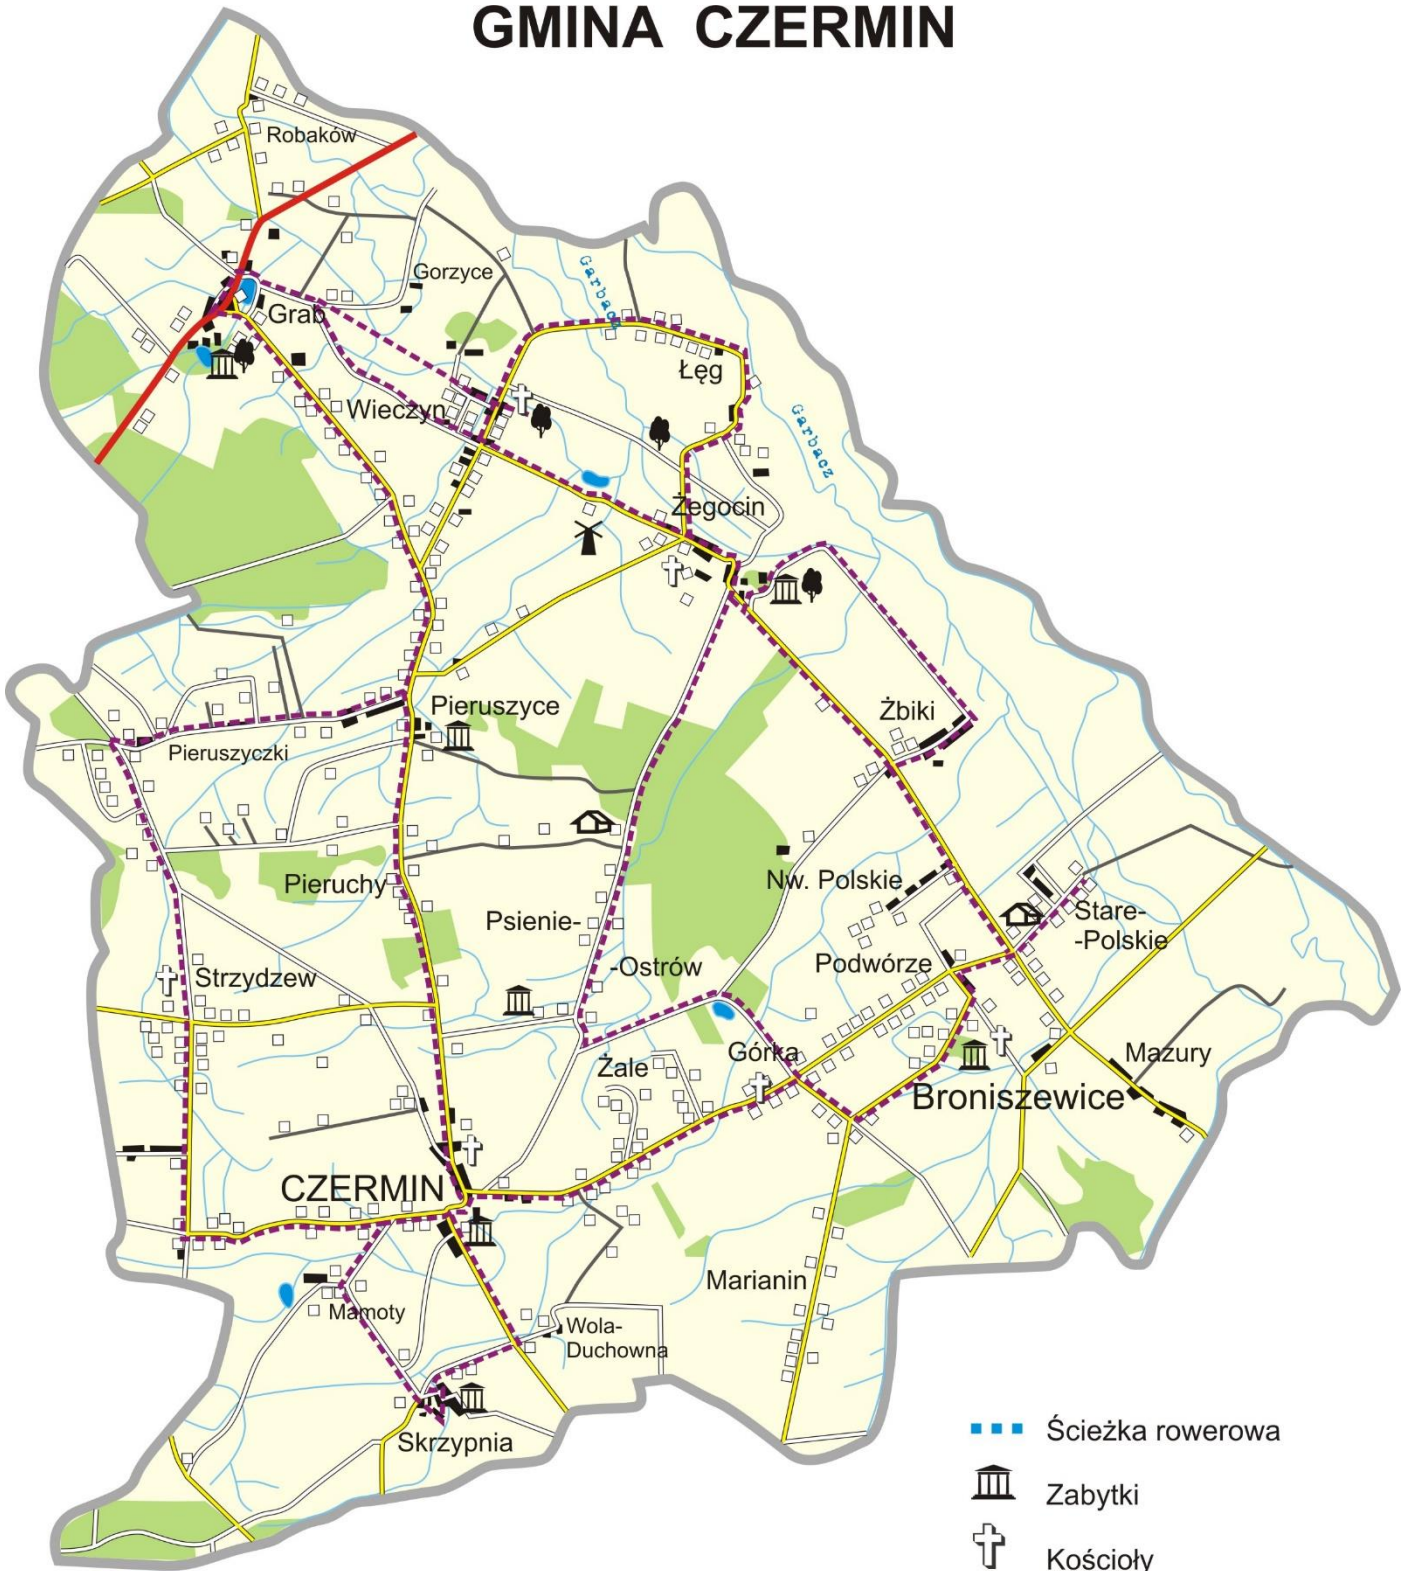 GMINA CZERMIN
Robaków
Gorzyce
Garbacz
Grab
Łęg
Wieczyn
Garbacz
Żegocin
Pieruszyce
Żbiki
Pieruszyczki
Pieruchy
Nw. Polskie
Psienie-
-Ostrów
Stare-
-Polskie
Podwórze
Strzydzew
Górka
Żale
Mazury
Broniszewice
CZERMIN
Marianin
Mamoty
Wola-
Duchowna
Skrzypnia
Ścieżka rowerowa
Zabytki
Kościoły